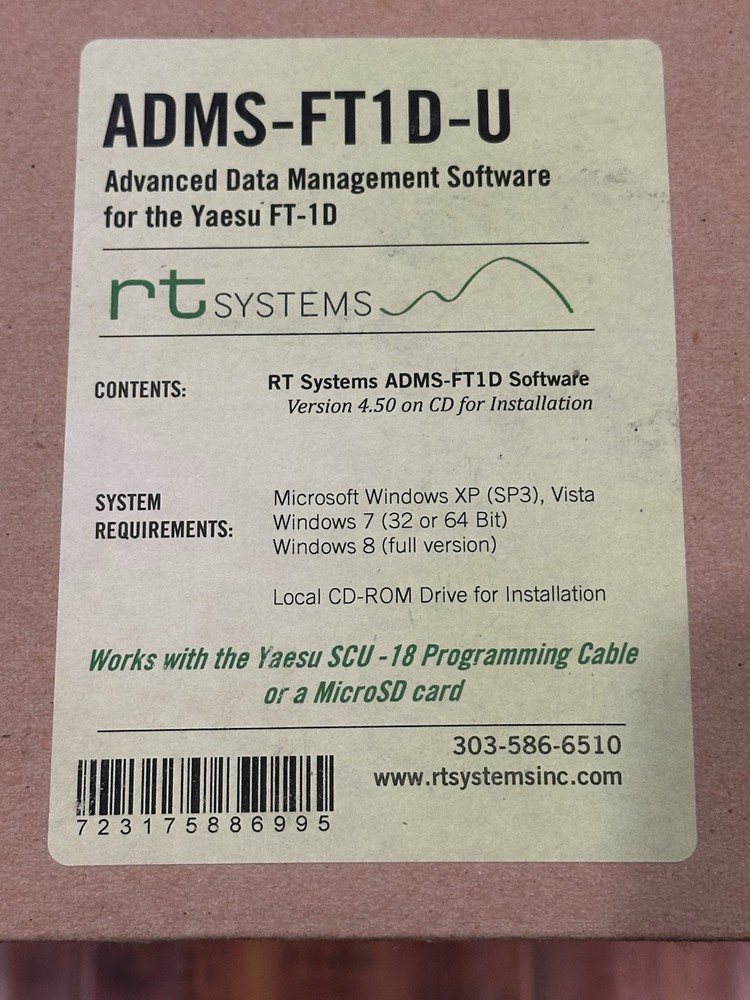 ADMS-FT1D-U
Advanced Data Management Software
for the Yaesu FT-1D
rt SYSTEMS
CONTENTS:
RT Systems ADMS-FT1D Software
Version 4.50 on CD for Installation
SYSTEM
REQUIREMENTS:
Microsoft Windows XP (SP3), Vista
Windows 7 (32 or 64 Bit)
Windows 8 (full version)
Local CD-ROM Drive for Installation
Works with the Yaesu SCU -18 Programming Cable
or a MicroSD card
303-586-6510
www.rtsystemsinc.com
723175886995